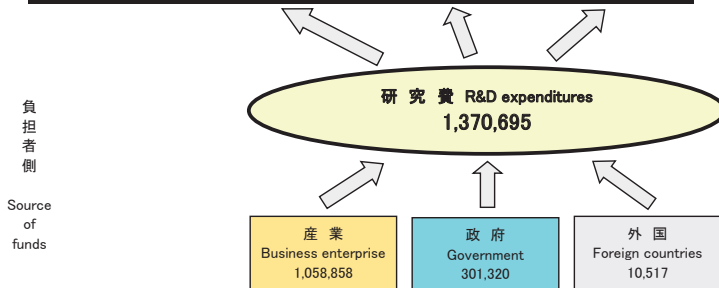 研 究 費 R&D expenditures
1,370,695
負
担
者
側
Source
of
funds
産 業
Business enterprise
1,058,858
政 府
Government
301,320
外 国
Foreign countries
10,517